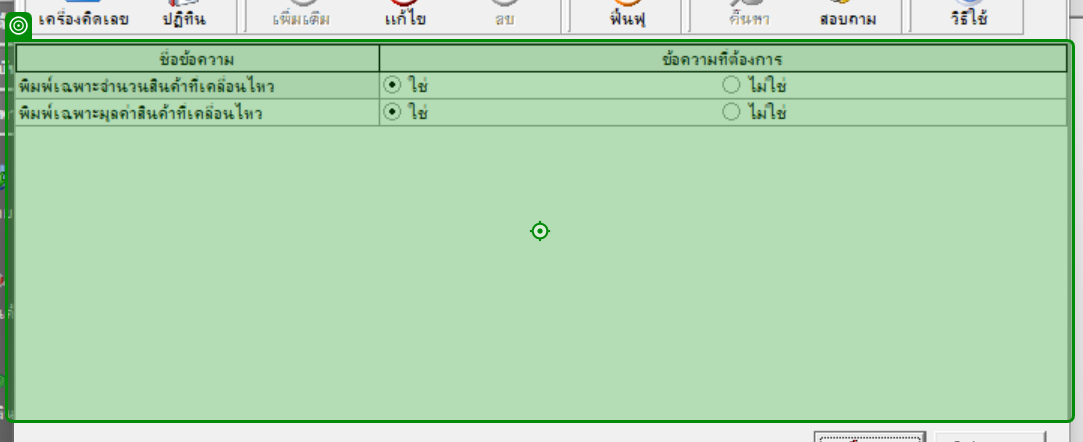 เครื่องคิดเลข ปฏิทิน เพิ่มเติม แก้ไข ลบ ฟื้นฟู ค้นหา สอบถาม วิธีใช้
ชื่อข้อความ ข้อความที่ต้องการ
พิมพ์เฉพาะจำนวนสินค้าที่เคลื่อนไหว ใช่ ไม่ใช่
พิมพ์เฉพาะมูลค่าสินค้าที่เคลื่อนไหว ใช่ ไม่ใช่